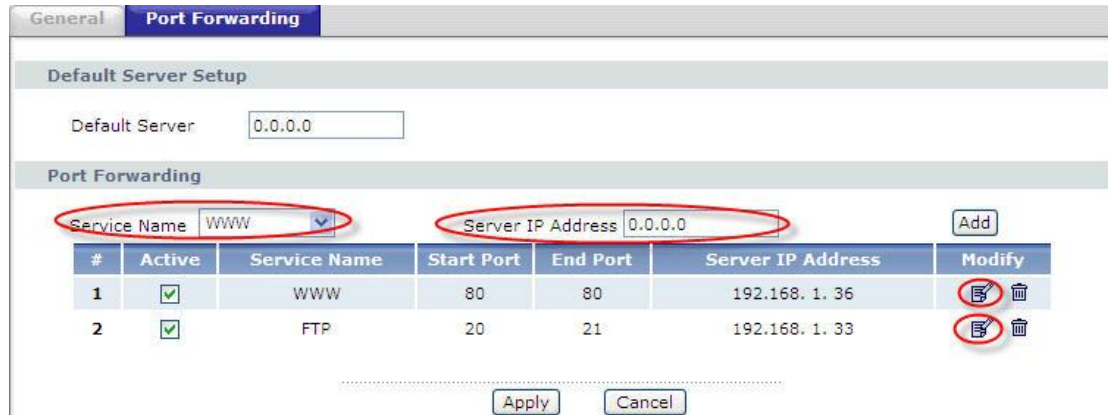 General Port Forwarding
Default Server Setup
Default Server 0.0.0.0
Port Forwarding
Service Name WWW Server IP Address 0.0.0.0 Add
# Active Service Name Start Port End Port Server IP Address Modify
1 WWW 80 80 192.168. 1. 36
2 FTP 20 21 192.168. 1. 33
Apply Cancel